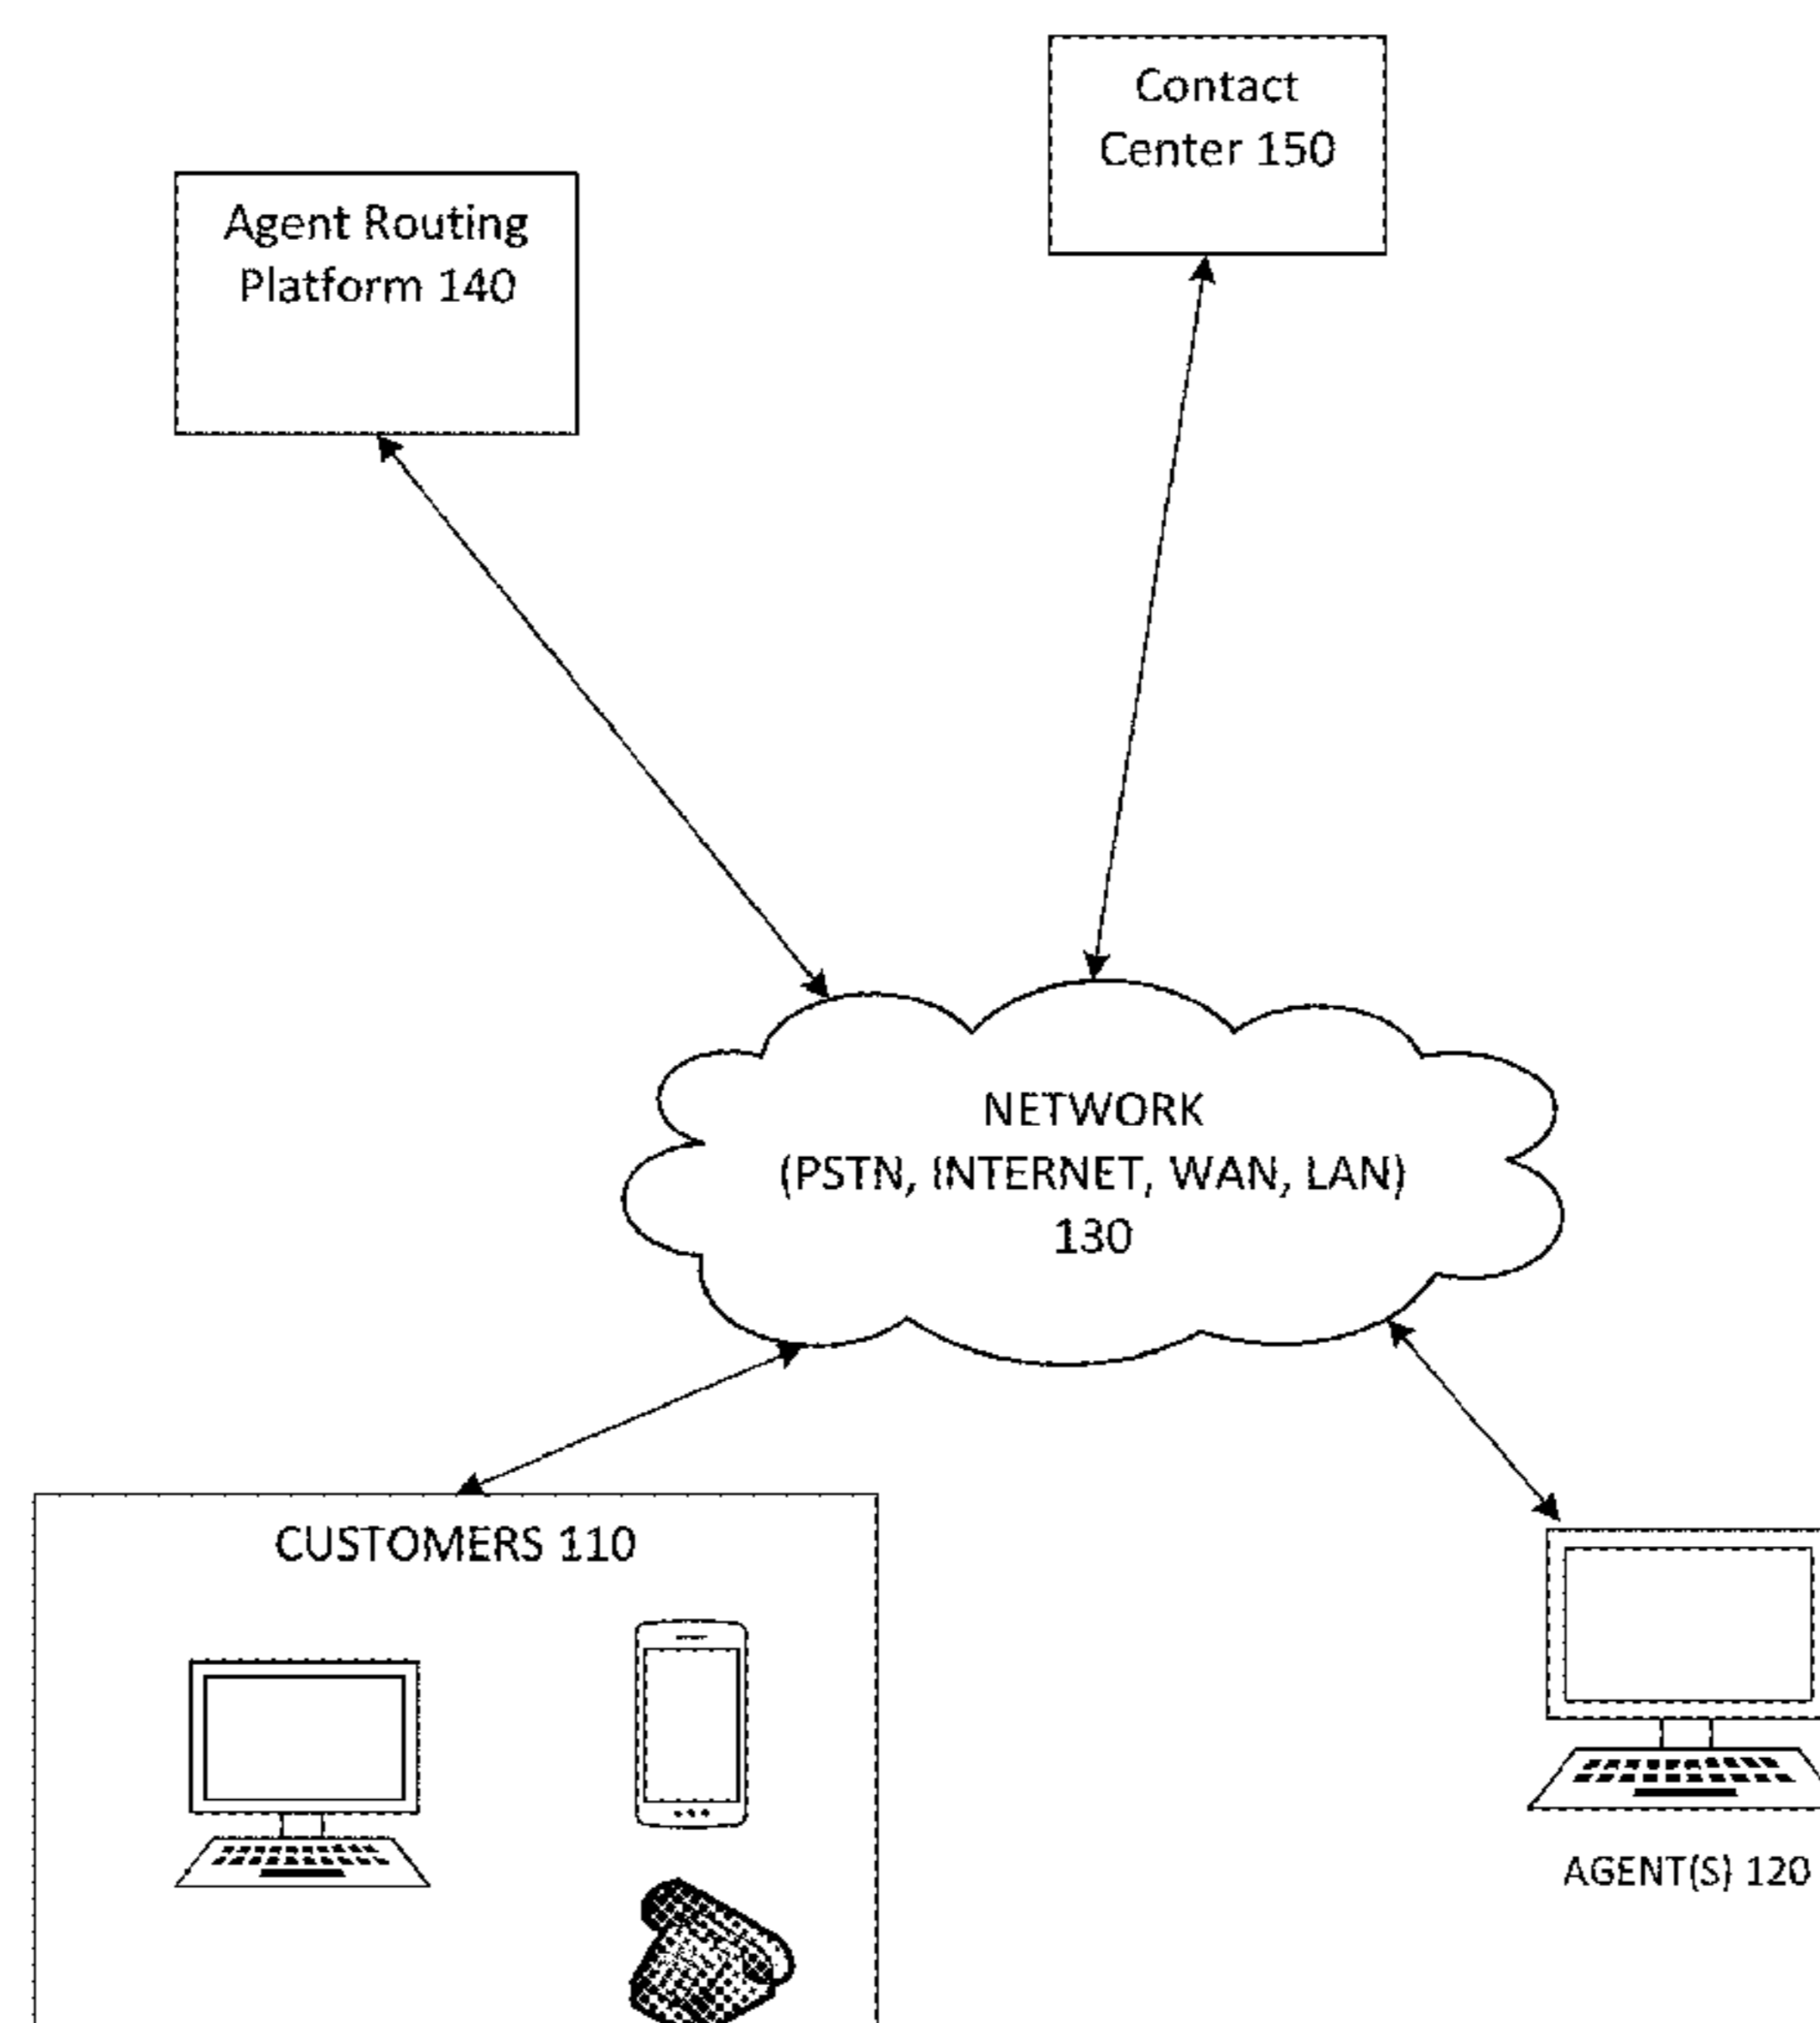 Contact
Center 150
Agent Routing
Platform 140
NETWORK
(PSTN, INTERNET, WAN, LAN)
130
CUSTOMERS 110
AGENT(S) 120